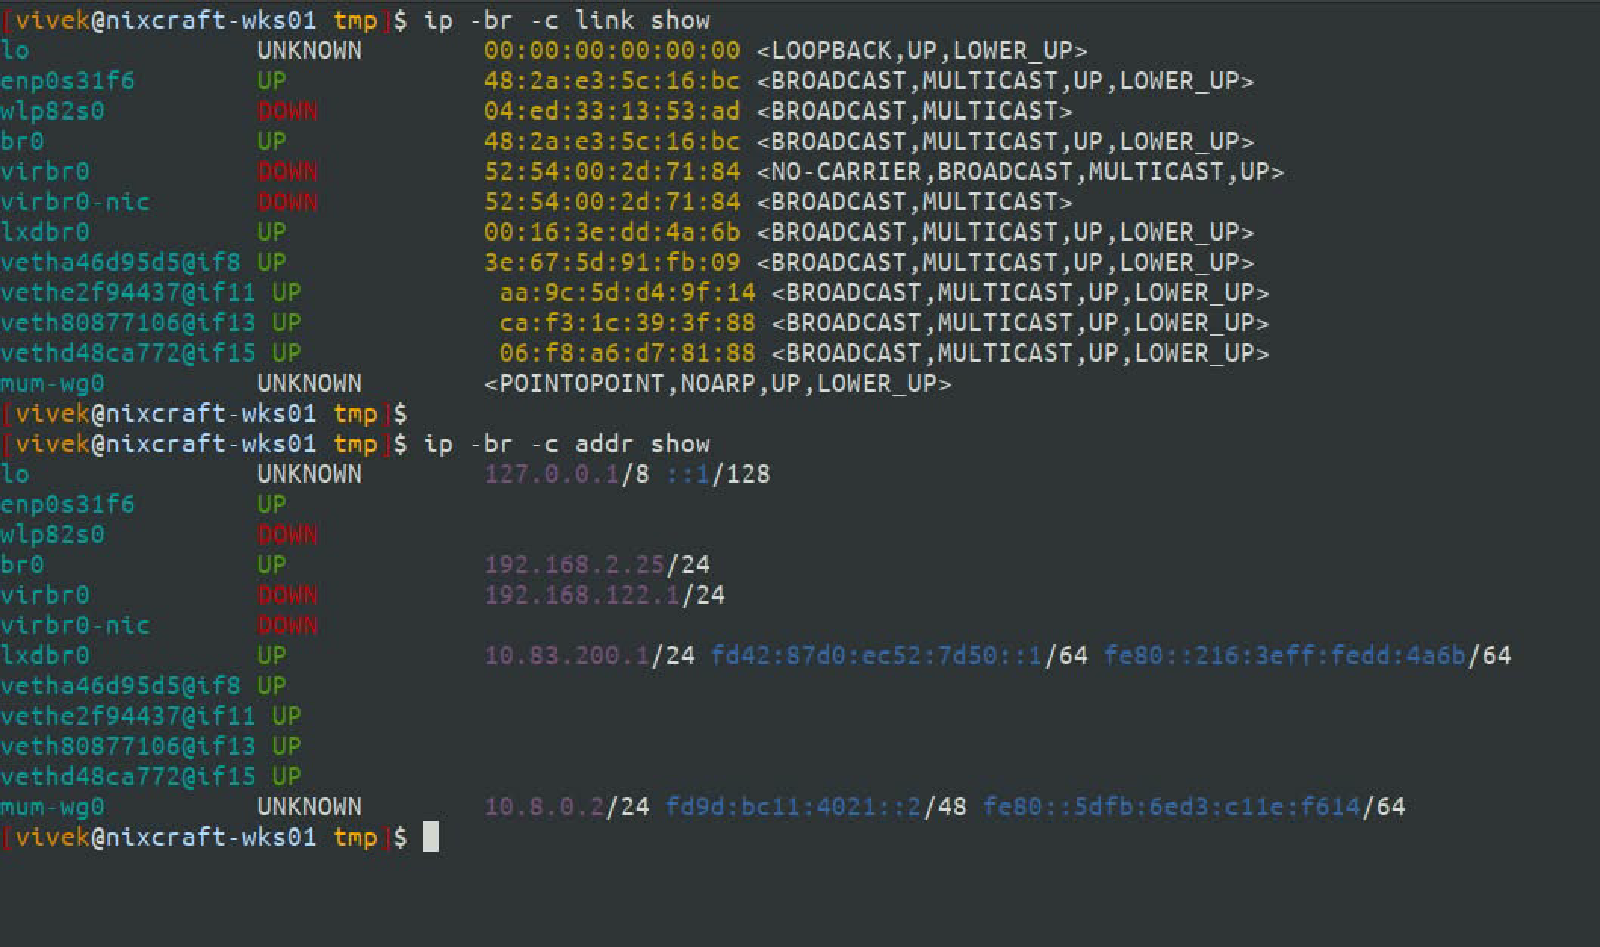 [vivek@nixcraft-wks01 tmp]$ ip -br -c link show
lo UNKNOWN 00:00:00:00:00:00 <LOOPBACK,UP,LOWER_UP>
enp0s31f6 UP 48:2a:e3:5c:16:bc <BROADCAST,MULTICAST,UP,LOWER_UP>
wlp82s0 DOWN 04:ed:33:13:53:ad <BROADCAST,MULTICAST>
br0 UP 48:2a:e3:5c:16:bc <BROADCAST,MULTICAST,UP,LOWER_UP>
virbr0 DOWN 52:54:00:2d:71:84 <NO-CARRIER,BROADCAST,MULTICAST,UP>
virbr0-nic DOWN 52:54:00:2d:71:84 <BROADCAST,MULTICAST>
lxdbr0 UP 00:16:3e:dd:4a:6b <BROADCAST,MULTICAST,UP,LOWER_UP>
vetha46d95d5@if8 UP 3e:67:5d:91:fb:09 <BROADCAST,MULTICAST,UP,LOWER_UP>
vethe2f94437@if11 UP aa:9c:5d:d4:9f:14 <BROADCAST,MULTICAST,UP,LOWER_UP>
veth80877106@if13 UP ca:f3:1c:39:3f:88 <BROADCAST,MULTICAST,UP,LOWER_UP>
vethd48ca772@if15 UP 06:f8:a6:d7:81:88 <BROADCAST,MULTICAST,UP,LOWER_UP>
mum-wg0 UNKNOWN <POINTOPOINT,NOARP,UP,LOWER_UP>
[vivek@nixcraft-wks01 tmp]$
[vivek@nixcraft-wks01 tmp]$ ip -br -c addr show
lo UNKNOWN 127.0.0.1/8 ::1/128
enp0s31f6 UP
wlp82s0 DOWN
br0 UP 192.168.2.25/24
virbr0 DOWN 192.168.122.1/24
virbr0-nic DOWN
lxdbr0 UP 10.83.200.1/24 fd42:87d0:ec52:7d50::1/64 fe80::216:3eff:fedd:4a6b/64
vetha46d95d5@if8 UP
vethe2f94437@if11 UP
veth80877106@if13 UP
vethd48ca772@if15 UP
mum-wg0 UNKNOWN 10.8.0.2/24 fd9d:bc11:4021::2/48 fe80::5dfb:6ed3:c11e:f614/64
[vivek@nixcraft-wks01 tmp]$